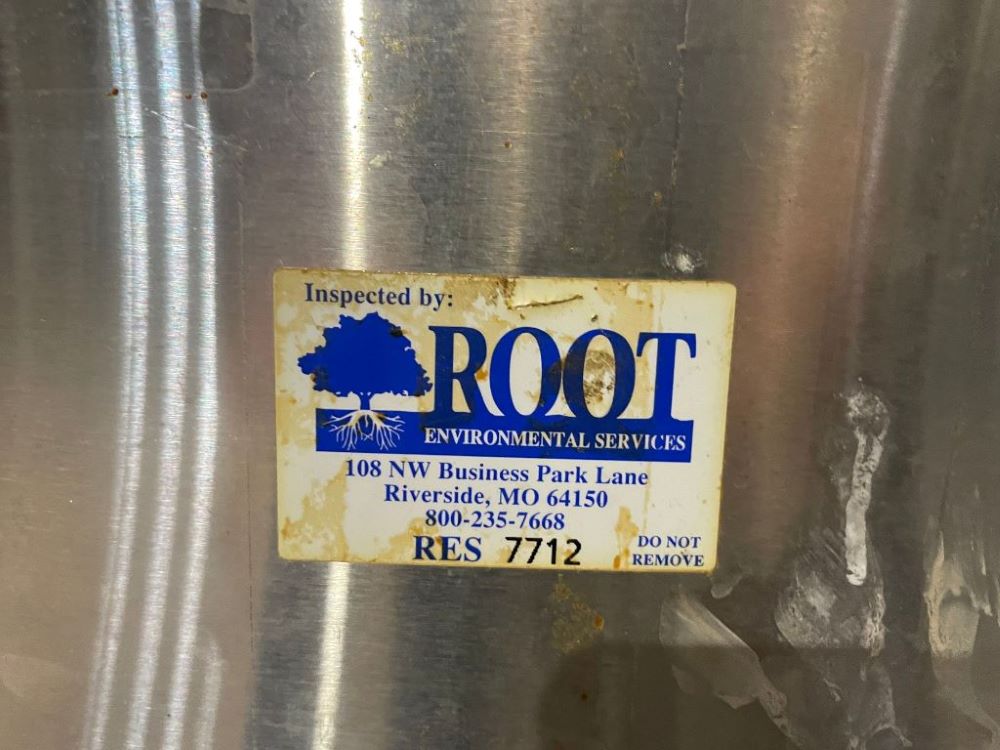 Inspected by:
ROOT
ENVIRONMENTAL SERVICES
108 NW Business Park Lane
Riverside, MO 64150
800-235-7668
RES 7712
DO NOT
REMOVE